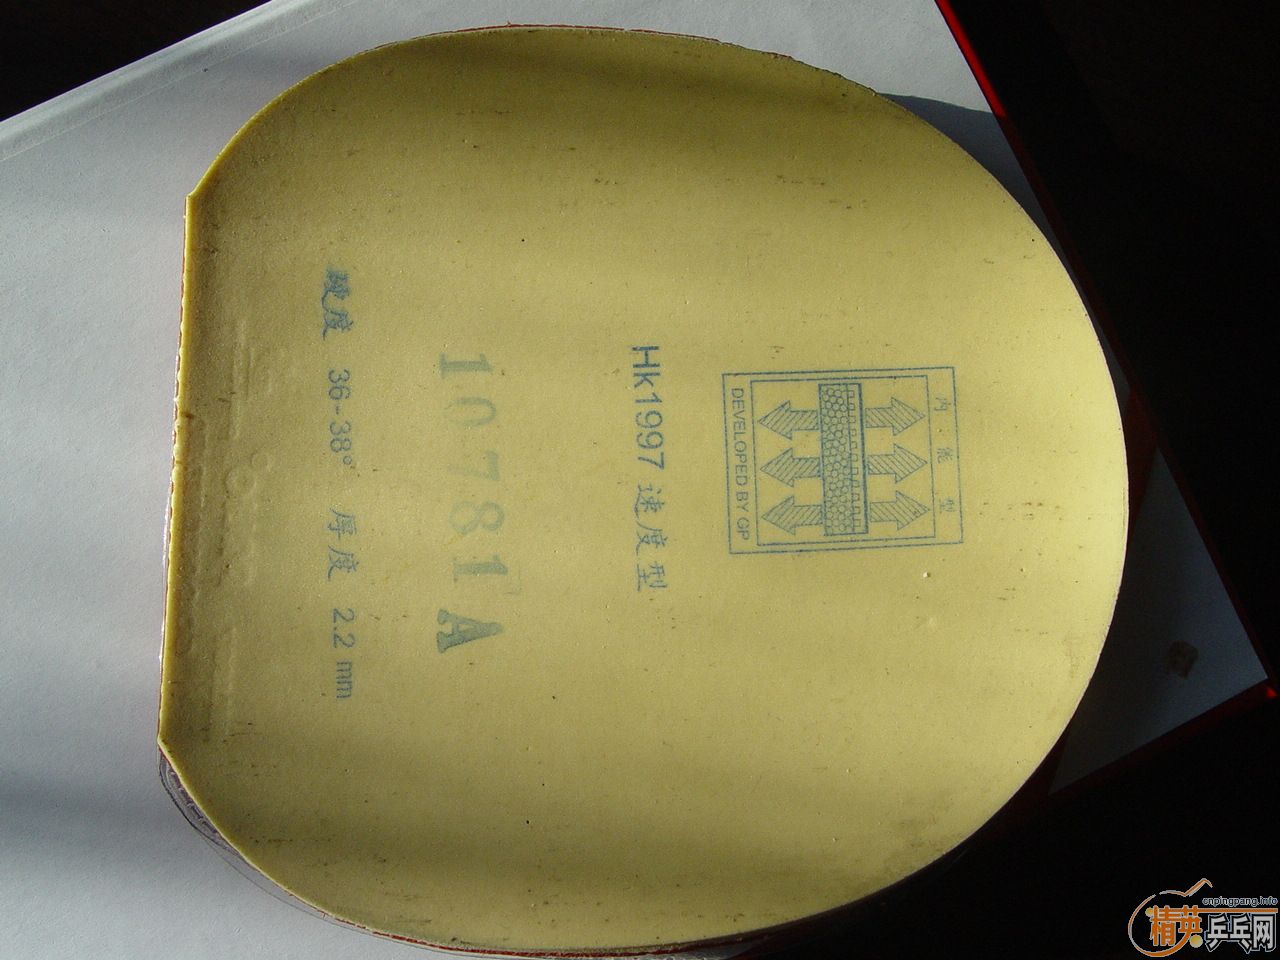 内能型
DEVELOPED BY GP
Hk1997 速度型
10781A
硬度 36-38° 厚度 2.2 mm
cnpingpang.info
精英乒乓网